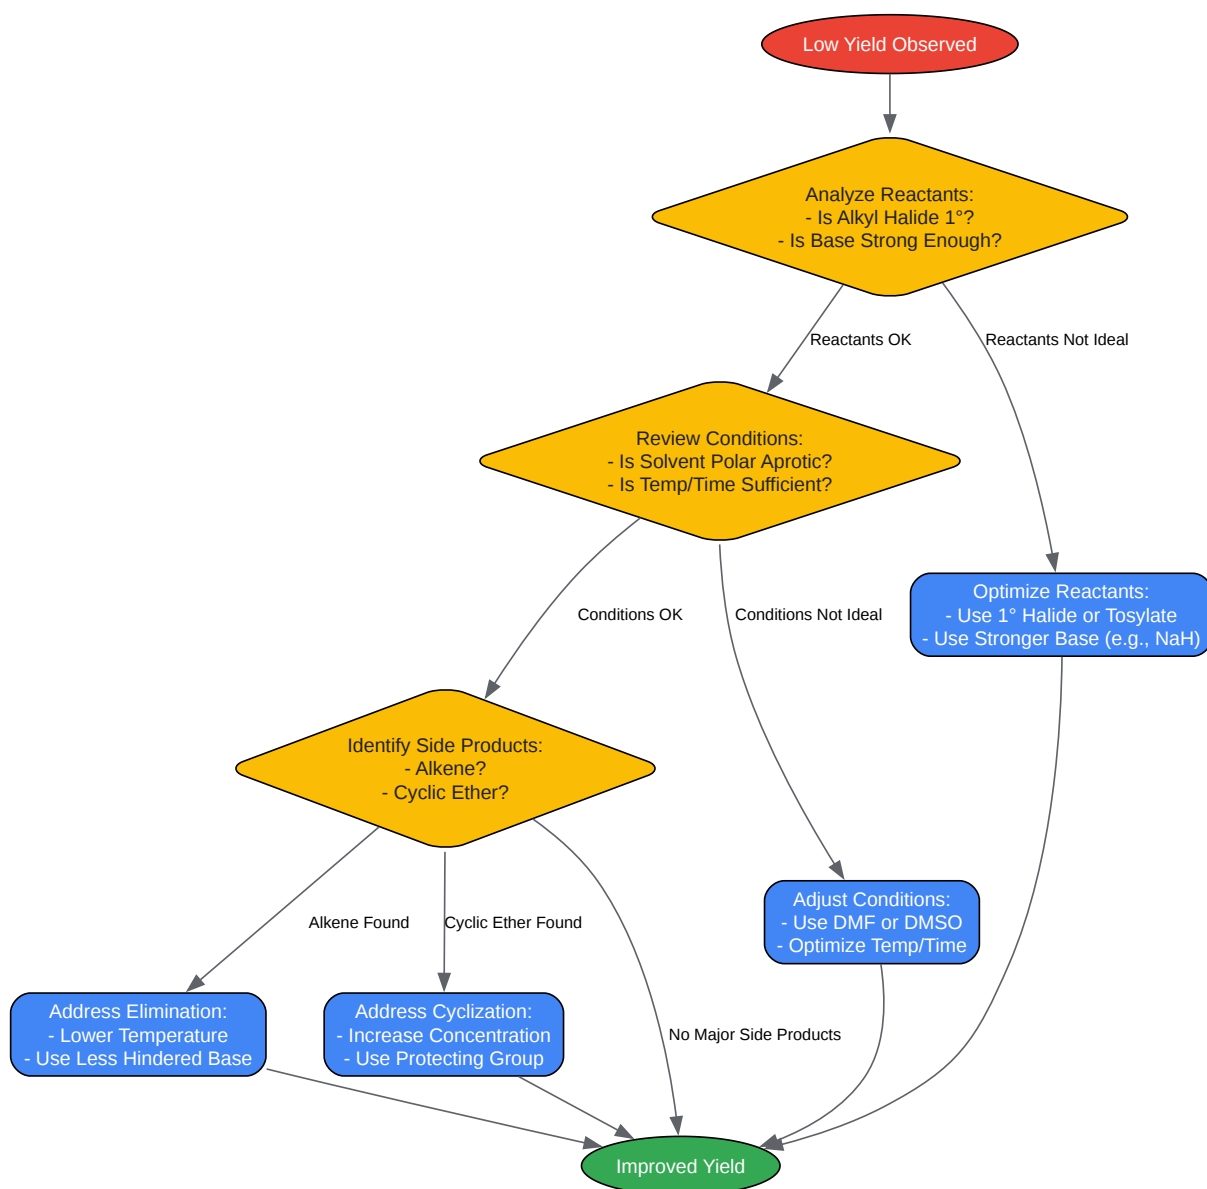 Low Yield Observed
Analyze Reactants:
- Is Alkyl Halide 1°?
- Is Base Strong Enough?
Reactants OK
Reactants Not Ideal
Review Conditions:
- Is Solvent Polar Aprotic?
- Is Temp/Time Sufficient?
Optimize Reactants:
- Use 1° Halide or Tosylate
- Use Stronger Base (e.g., NaH)
Conditions OK
Conditions Not Ideal
Identify Side Products:
- Alkene?
- Cyclic Ether?
Adjust Conditions:
- Use DMF or DMSO
- Optimize Temp/Time
Alkene Found
Cyclic Ether Found
No Major Side Products
Address Elimination:
- Lower Temperature
- Use Less Hindered Base
Address Cyclization:
- Increase Concentration
- Use Protecting Group
Improved Yield